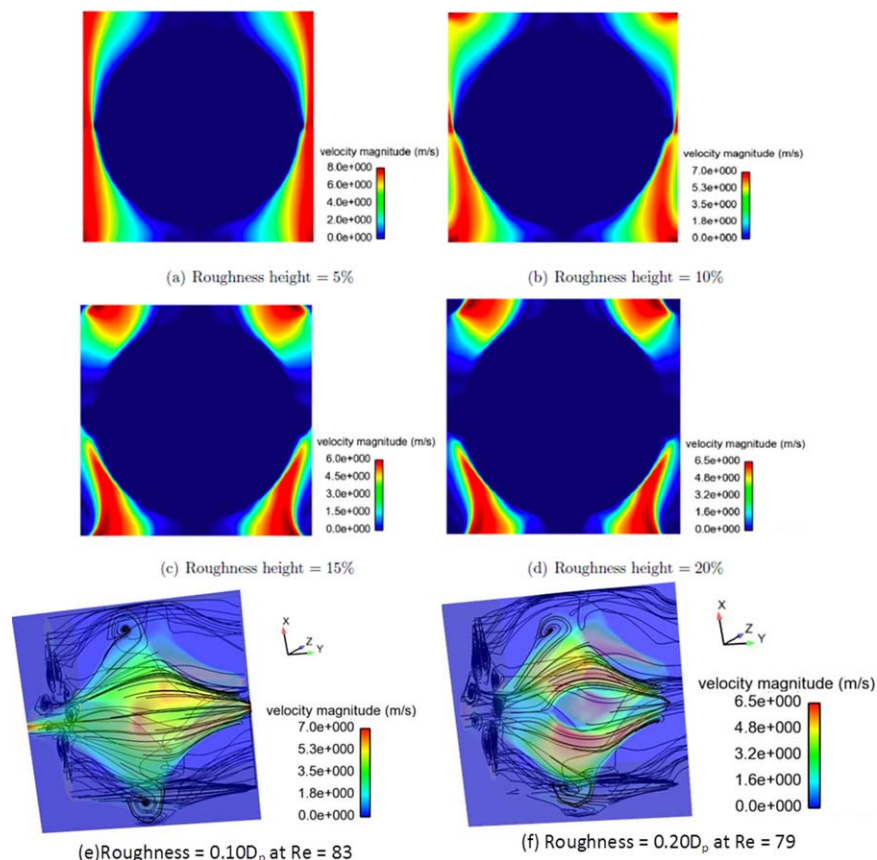 velocity magnitude (m/s)
8.0e+000
6.0e+000
4.0e+000
2.0e+000
0.0e+000
velocity magnitude (m/s)
7.0e+000
5.3e+000
3.5e+000
1.8e+000
0.0e+000
(a) Roughness height = 5%
(b) Roughness height = 10%
velocity magnitude (m/s)
6.0e+000
4.5e+000
3.0e+000
1.5e+000
0.0e+000
velocity magnitude (m/s)
6.5e+000
4.8e+000
3.2e+000
1.6e+000
0.0e+000
(c) Roughness height = 15%
(d) Roughness height = 20%
X
Z
Y
velocity magnitude (m/s)
7.0e+000
5.3e+000
3.5e+000
1.8e+000
0.0e+000
X
Z
Y
velocity magnitude (m/s)
6.5e+000
4.8e+000
3.2e+000
1.6e+000
0.0e+000
(e)Roughness = 0.10Dp at Re = 83
(f) Roughness = 0.20Dp at Re = 79